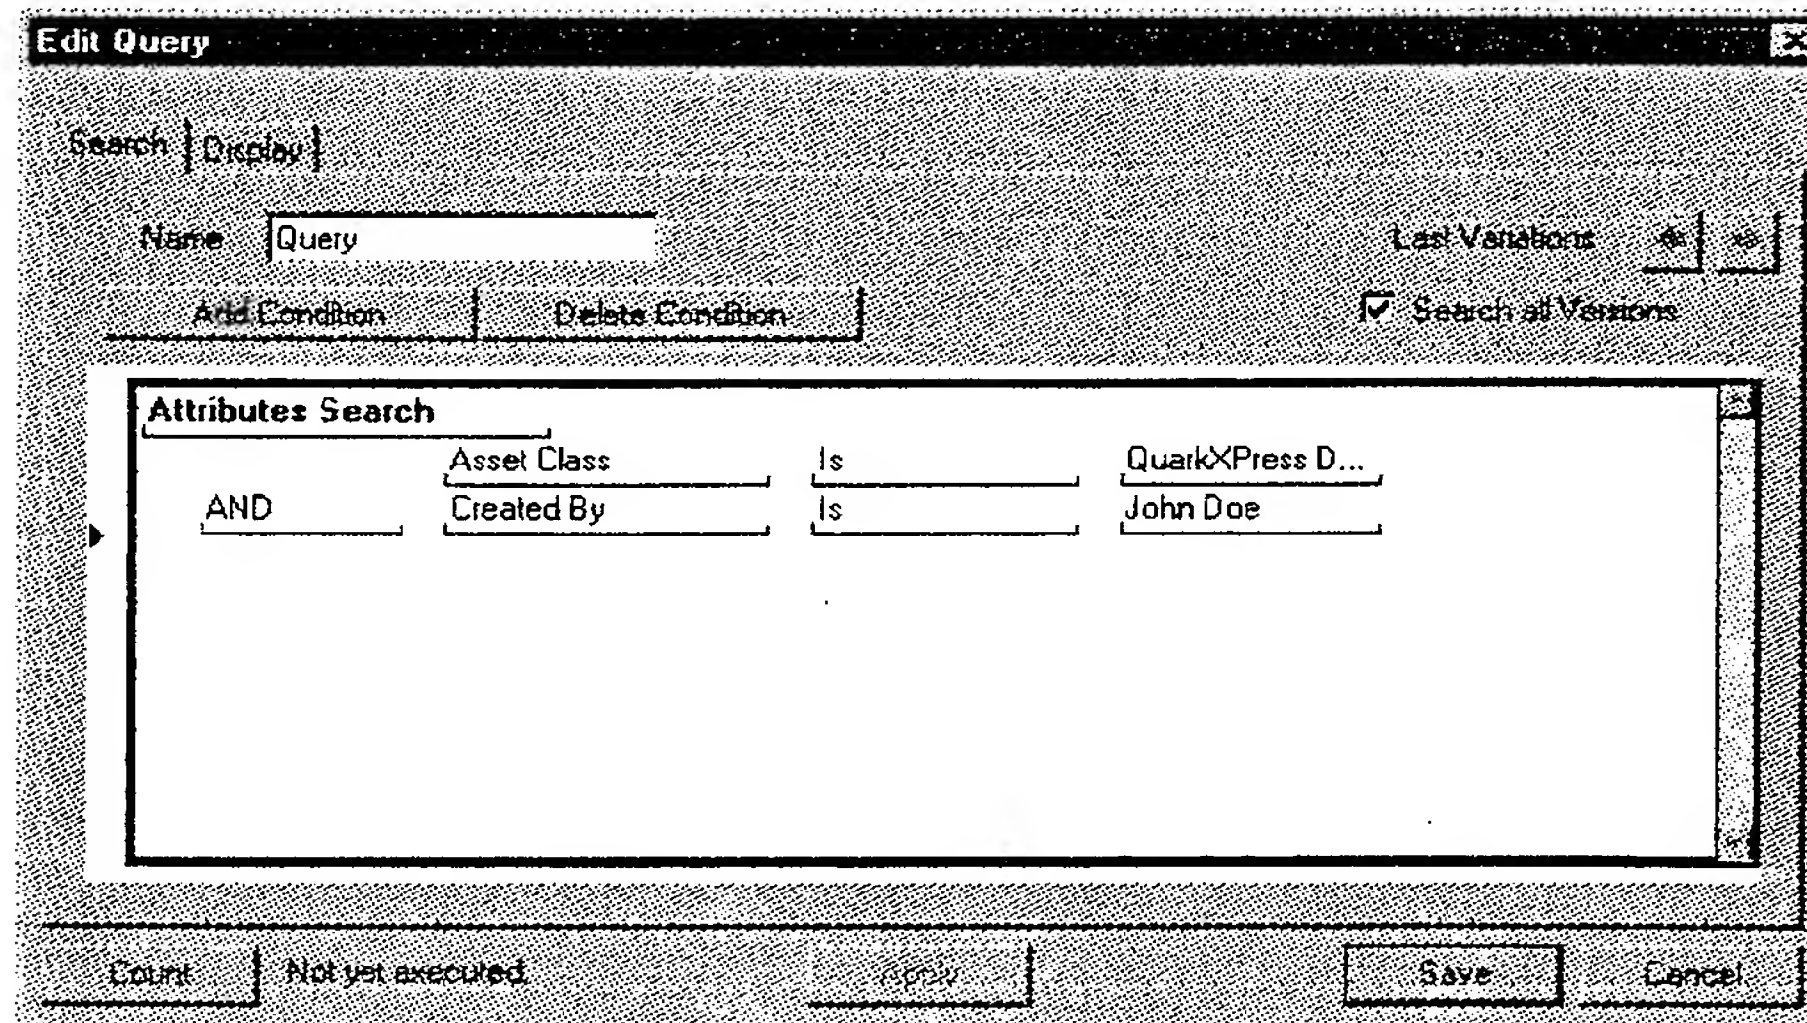 Edit Query
Search Display
Name Query Last Variations
Add Condition Delete Condition Search all Versions
Attributes Search
Asset Class Is QuarkXPress D...
AND Created By Is John Doe
Count Not yet executed. Apply Save Cancel